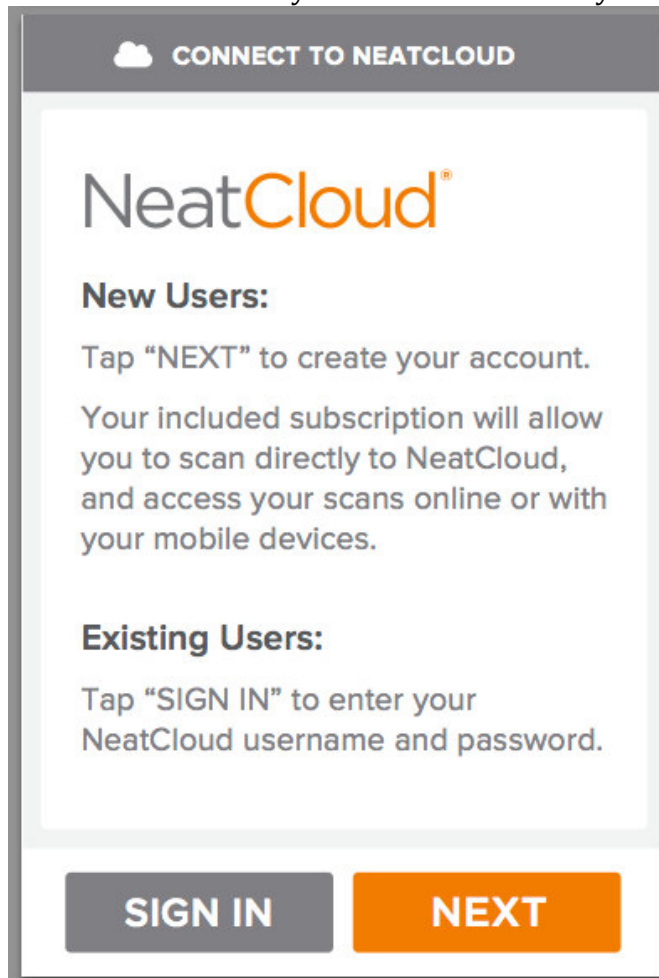 CONNECT TO NEATCLOUD
NeatCloud®
New Users:
Tap “NEXT” to create your account.
Your included subscription will allow
you to scan directly to NeatCloud,
and access your scans online or with
your mobile devices.
Existing Users:
Tap “SIGN IN” to enter your
NeatCloud username and password.
SIGN IN
NEXT